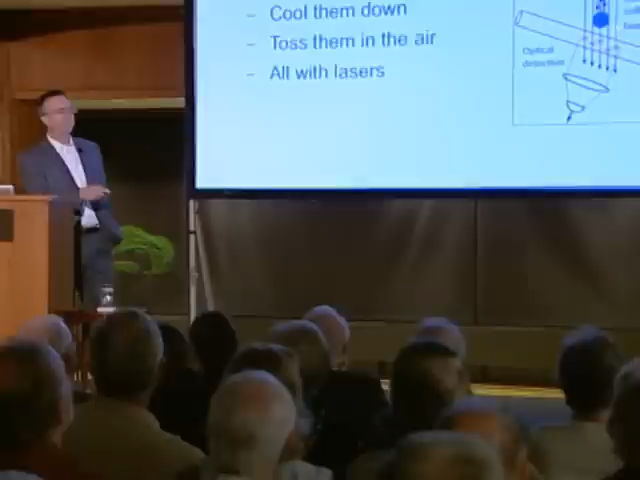 – Cool them down
– Toss them in the air
– All with lasers
Optical
detection